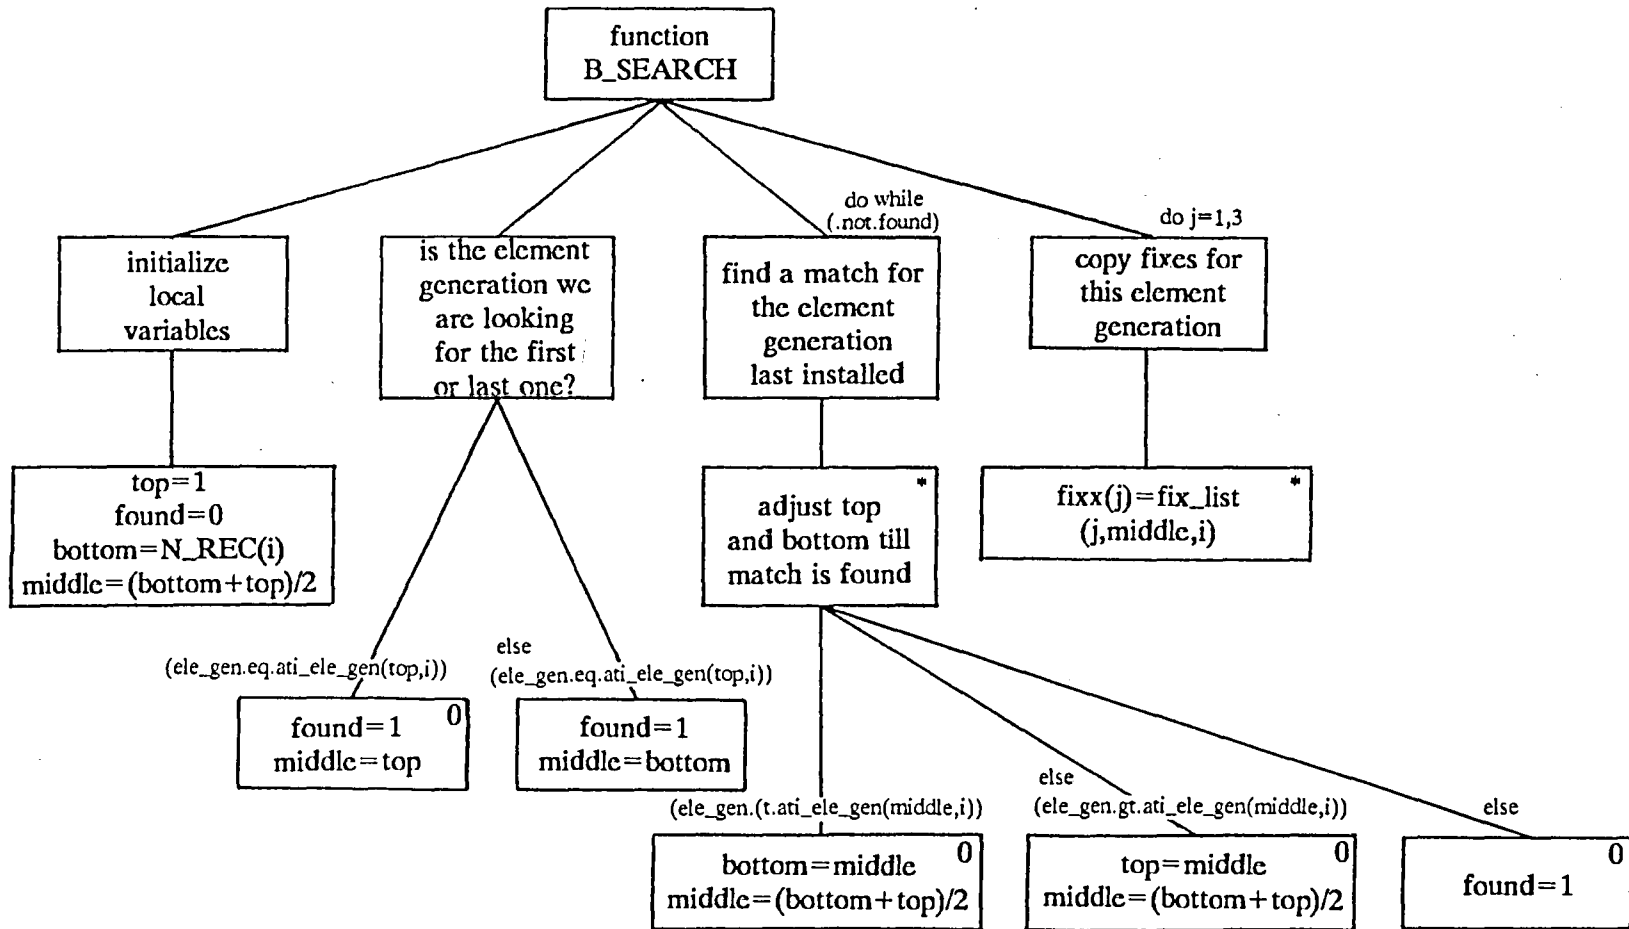 function
B_SEARCH
do while
(.not.found)
do j=1,3
initialize
local
variables
is the element
generation we
are looking
for the first
or last one?
find a match for
the element
generation
last installed
copy fixes for
this element
generation
top=1
found=0
bottom=N_REC(i)
middle=(bottom+top)/2
*
adjust top
and bottom till
match is found
*
fixx(j)=fix_list
(j,middle,i)
(ele_gen.eq.ati_ele_gen(top,i))
else
(ele_gen.eq.ati_ele_gen(top,i))
found=1 0
middle=top
found=1
middle=bottom
(ele_gen.(t.ati_ele_gen(middle,i))
else
(ele_gen.gt.ati_ele_gen(middle,i))
else
0
bottom=middle
middle=(bottom+top)/2
0
top=middle
middle=(bottom+top)/2
0
found=1